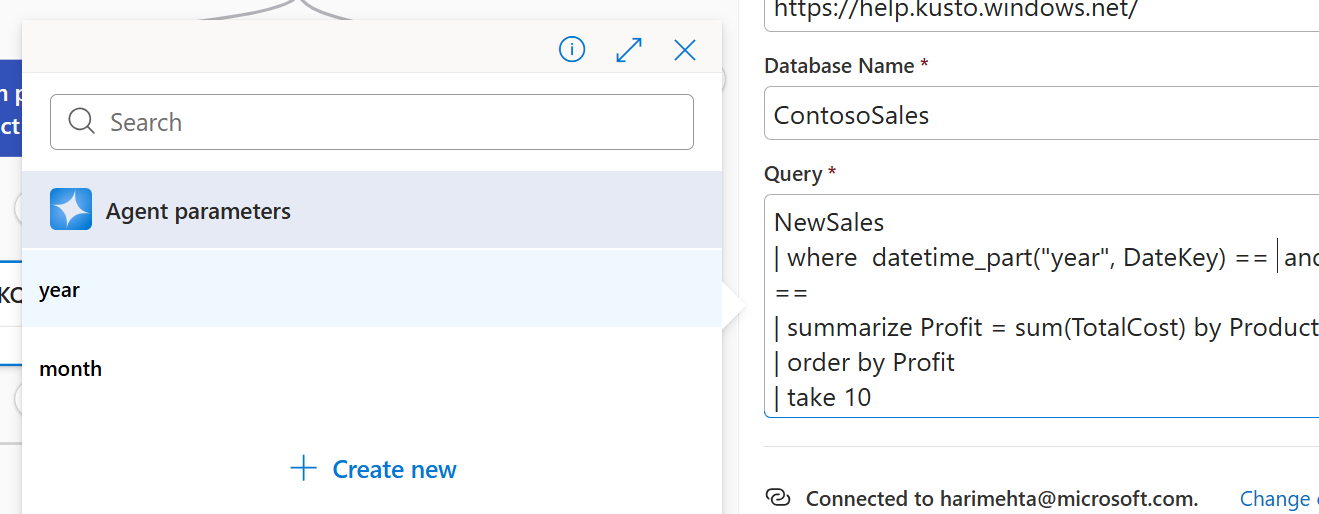 Search
Agent parameters
year
month
Create new
https://help.kusto.windows.net/
Database Name *
ContosoSales
Query *
NewSales
| where  datetime_part("year", DateKey) == and
==
| summarize Profit = sum(TotalCost) by Product
| order by Profit
| take 10
Connected to harimehta@microsoft.com.
Change